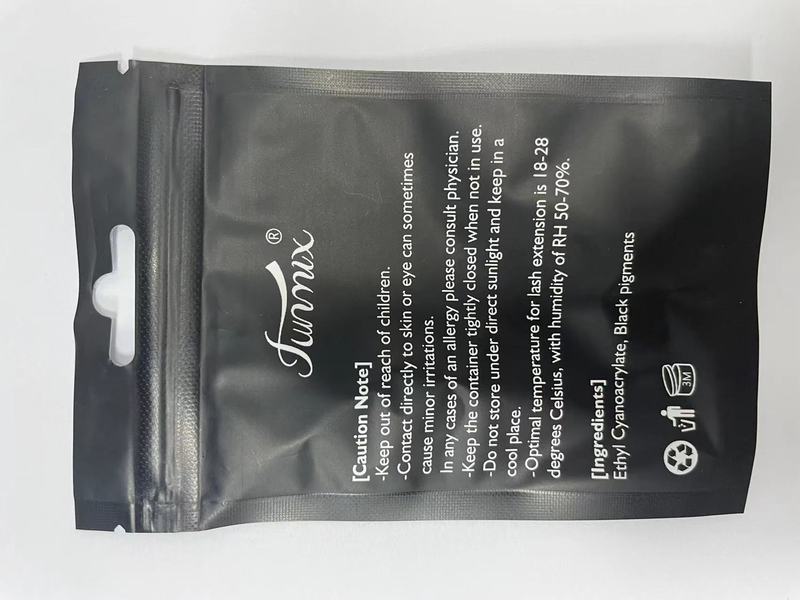 Funmix®
[Caution Note]
-Keep out of reach of children.
-Contact directly to skin or eye can sometimes
cause minor irritations.
In any cases of an allergy please consult physician.
-Keep the container tightly closed when not in use.
-Do not store under direct sunlight and keep in a
cool place.
-Optimal temperature for lash extension is 18-28
degrees Celsius, with humidity of RH 50-70%.
[Ingredients]
Ethyl Cyanoacrylate, Black pigments
3M